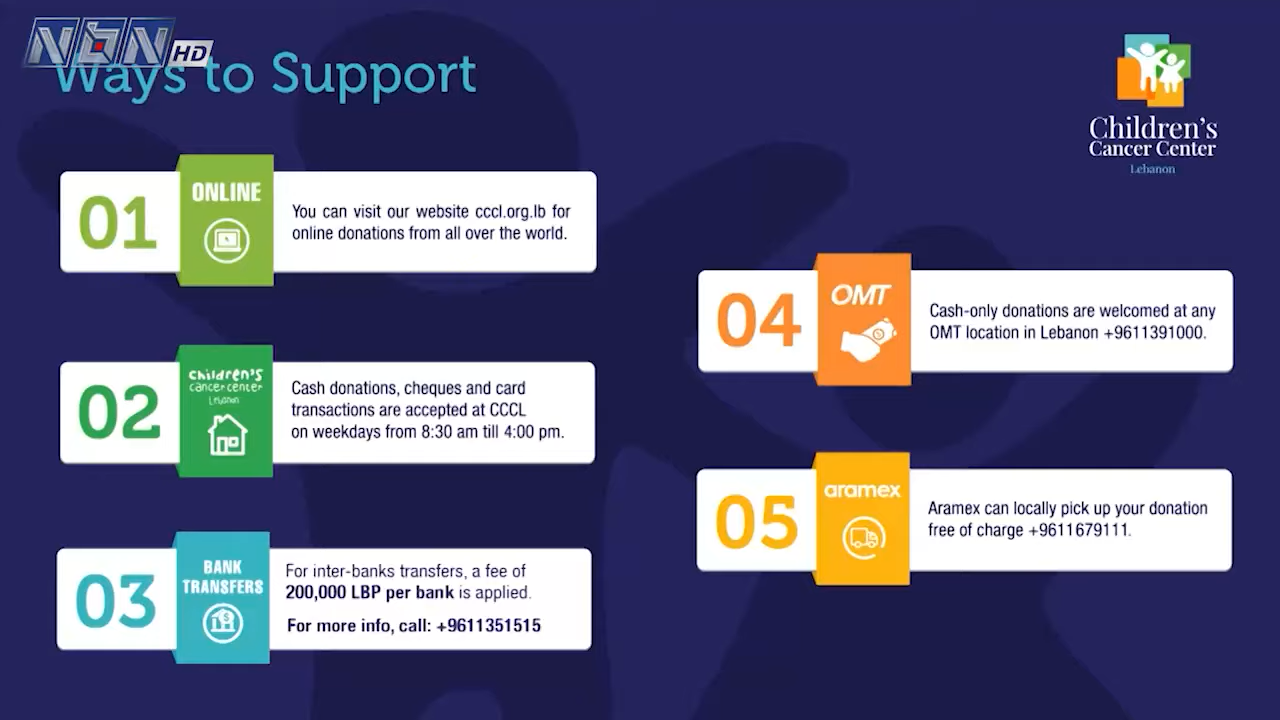 NBN HD
Ways to Support
Children's
Cancer Center
Lebanon
01
ONLINE
You can visit our website cccl.org.lb for
online donations from all over the world.
02
children's
cancer center
Lebanon
Cash donations, cheques and card
transactions are accepted at CCCL
on weekdays from 8:30 am till 4:00 pm.
03
BANK
TRANSFERS
For inter-banks transfers, a fee of
200,000 LBP per bank is applied.
For more info, call: +9611351515
04
OMT
Cash-only donations are welcomed at any
OMT location in Lebanon +9611391000.
05
aramex
Aramex can locally pick up your donation
free of charge +9611679111.